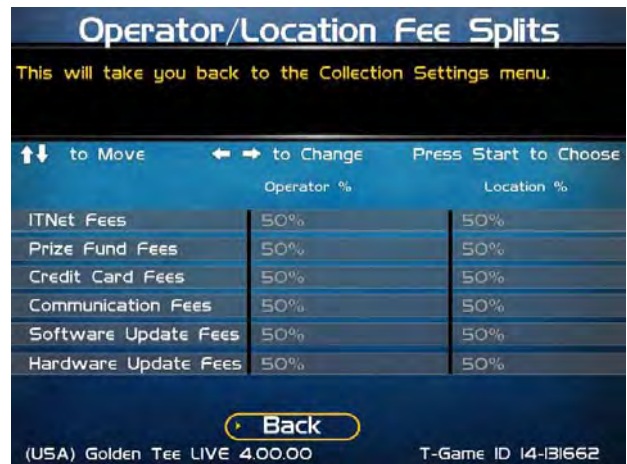 Operator/Location Fee Splits
This will take you back to the Collection Settings menu.
to Move to Change Press Start to Choose
Operator % Location %
ITNet Fees 50% 50%
Prize Fund Fees 50% 50%
Credit Card Fees 50% 50%
Communication Fees 50% 50%
Software Update Fees 50% 50%
Hardware Update Fees 50% 50%
Back
(USA) Golden Tee LIVE 4.00.00 T-Game ID 14-131662